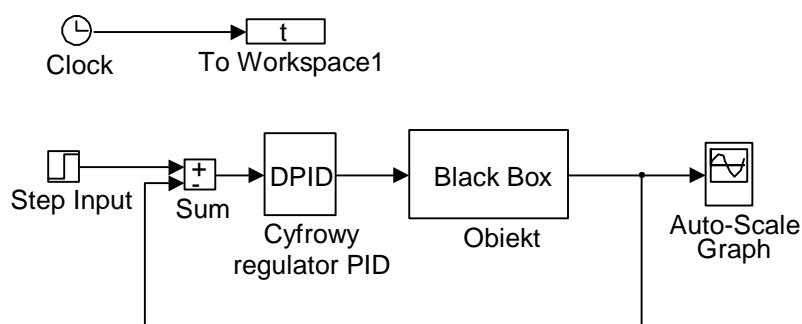 t
Clock
To Workspace1
+
-
DPID
Black Box
Step Input
Sum
Cyfrowy
regulator PID
Obiekt
Auto-Scale
Graph